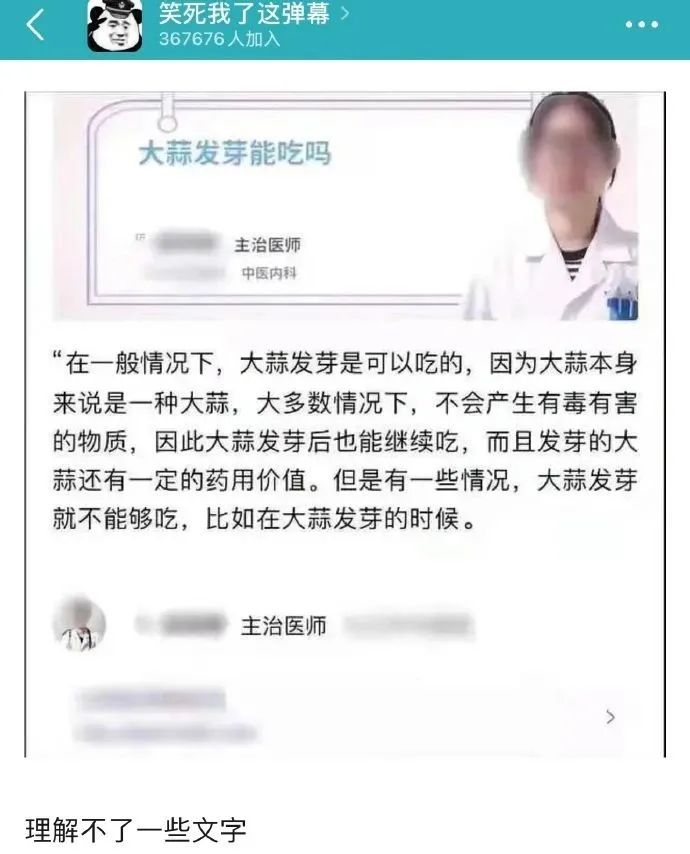 笑死我了这弹幕
367676人加入
大蒜发芽能吃吗
主治医师
中医内科
“在一般情况下，大蒜发芽是可以吃的，因为大蒜本身
来说是一种大蒜，大多数情况下，不会产生有毒有害
的物质，因此大蒜发芽后也能继续吃，而且发芽的大
蒜还有一定的药用价值。但是有一些情况，大蒜发芽
就不能够吃，比如在大蒜发芽的时候。
主治医师
理解不了一些文字